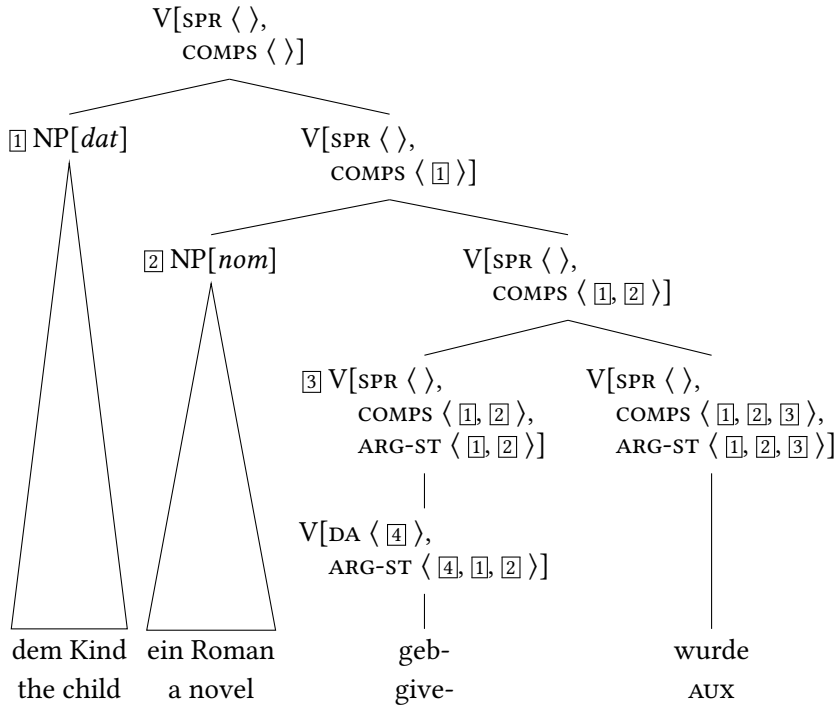 V[SPR ⟨ ⟩,
COMPS ⟨ ⟩]
1 NP[dat]
V[SPR ⟨ ⟩,
COMPS ⟨ 1 ⟩]
2 NP[nom]
V[SPR ⟨ ⟩,
COMPS ⟨ 1, 2 ⟩]
3 V[SPR ⟨ ⟩,
COMPS ⟨ 1, 2 ⟩,
ARG-ST ⟨ 1, 2 ⟩]
V[SPR ⟨ ⟩,
COMPS ⟨ 1, 2, 3 ⟩,
ARG-ST ⟨ 1, 2, 3 ⟩]
V[DA ⟨ 4 ⟩,
ARG-ST ⟨ 4, 1, 2 ⟩]
dem Kind ein Roman geb- wurde
the child a novel give- AUX